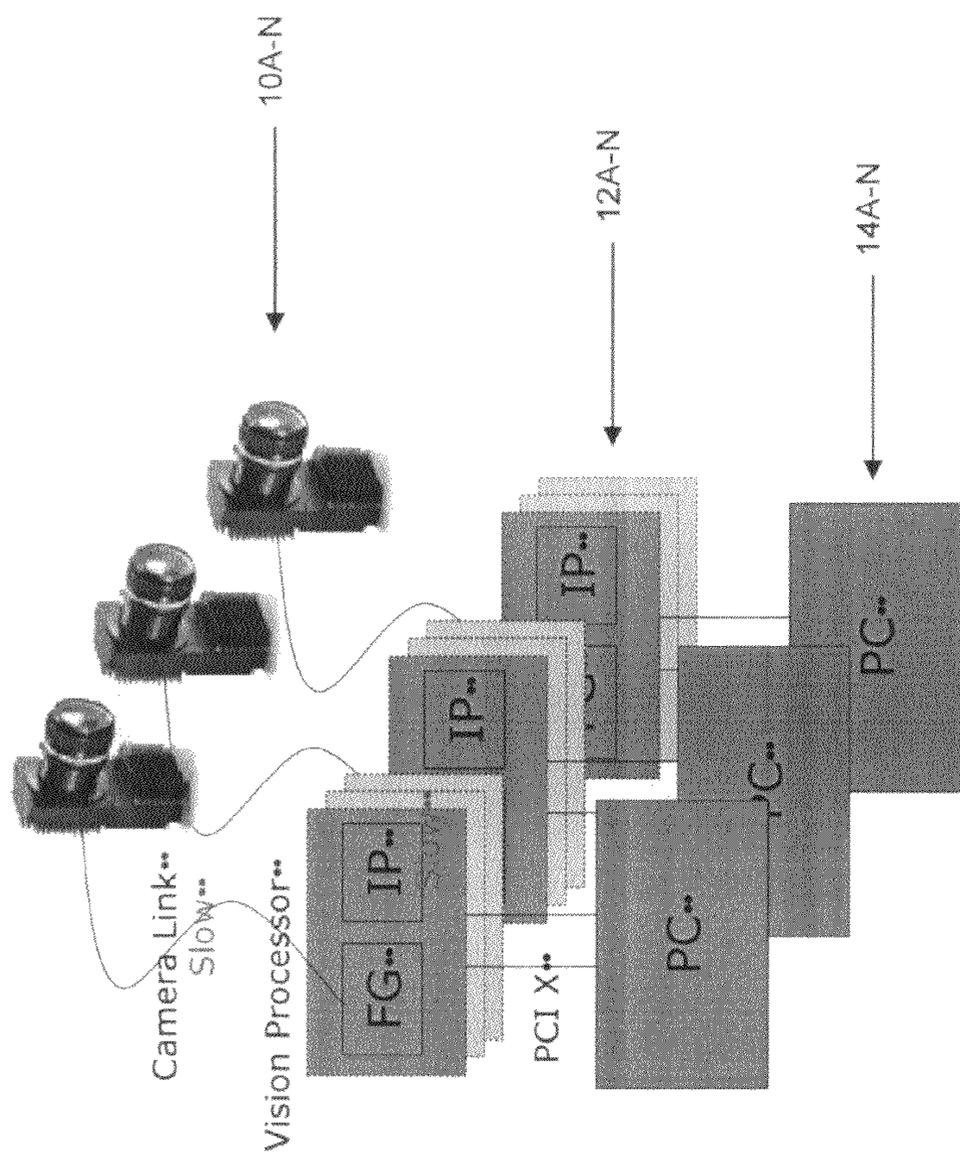 Camera Link••
Slow••
Vision Processor••
10A-N
FG••
IP••
IP••
PCI X••
IP••
12A-N
PC••
PC••
PC••
14A-N